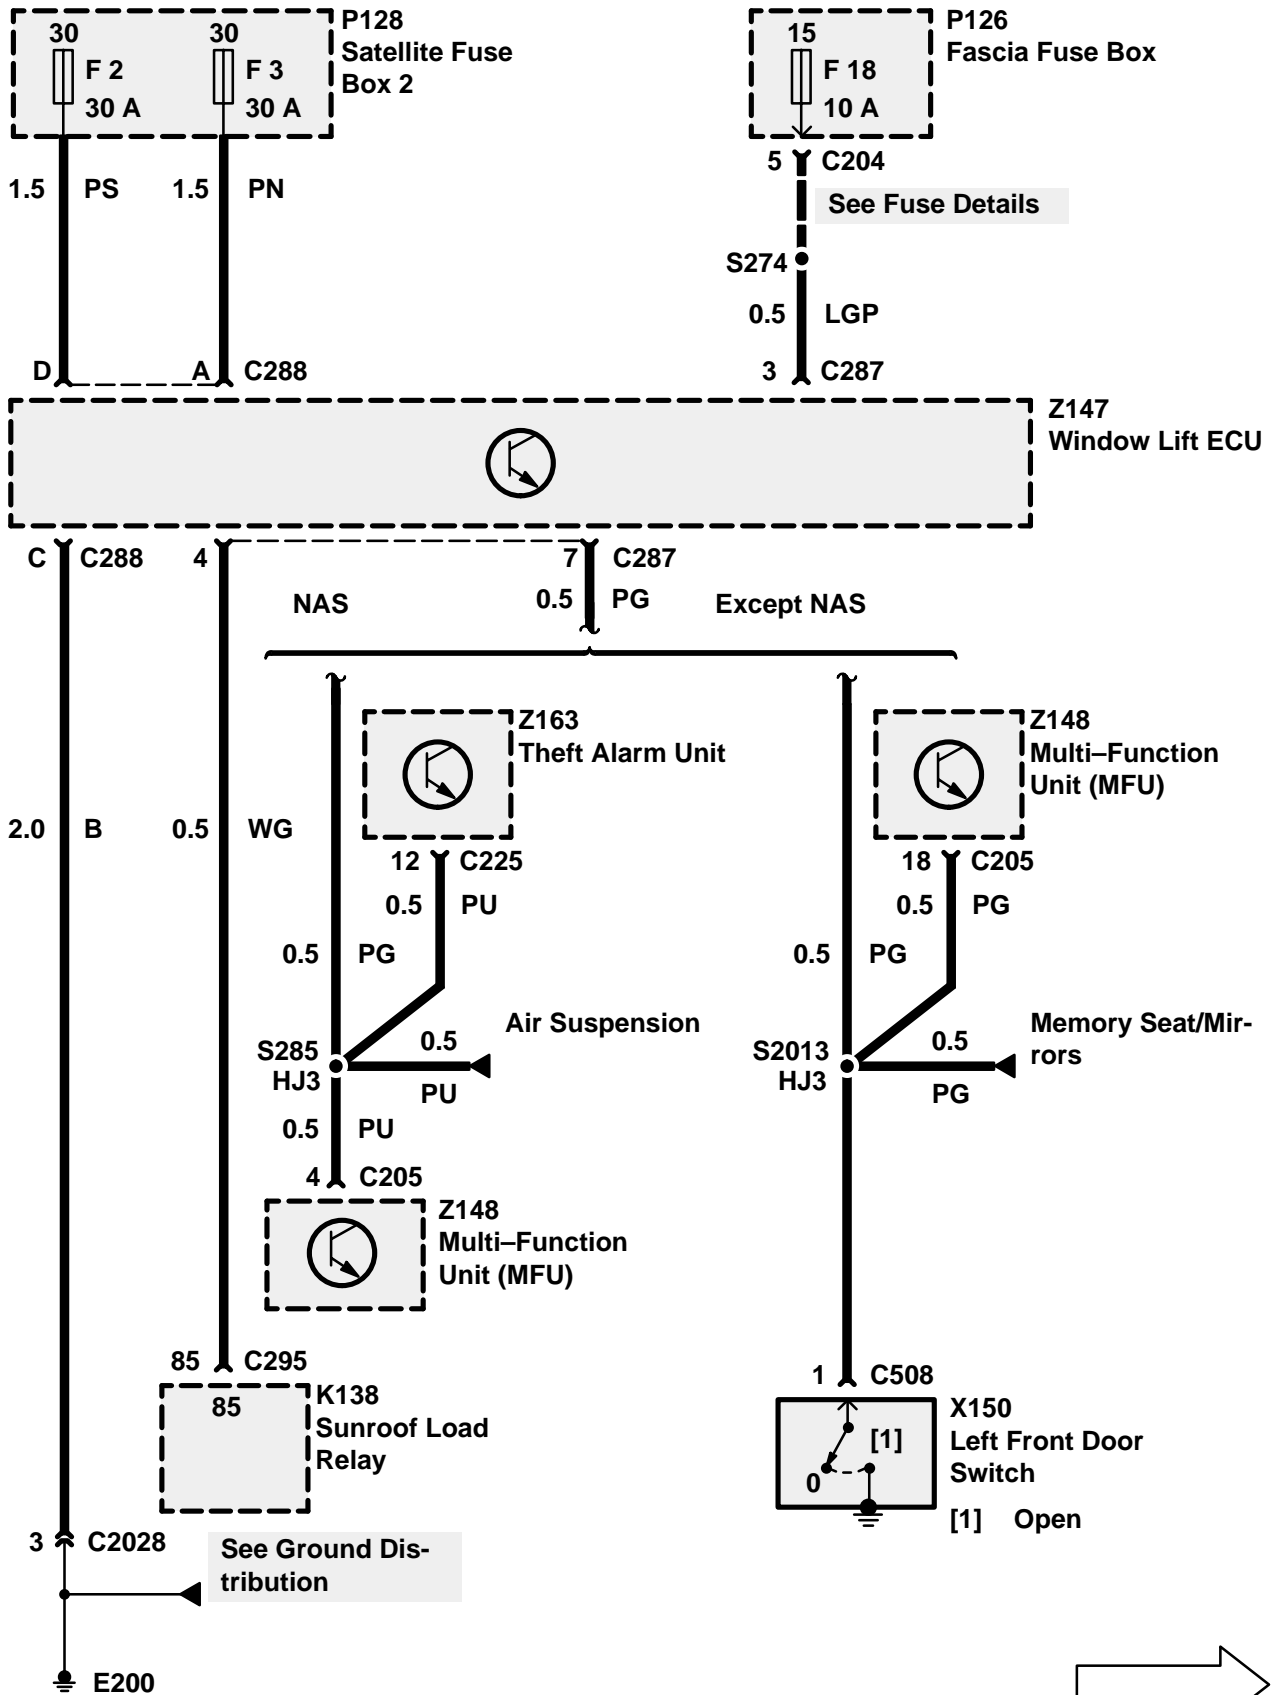 30
30
P128
Satellite Fuse
Box 2
F 2
30 A
F 3
30 A
15
F 18
10 A
P126
Fascia Fuse Box
5
C204
See Fuse Details
1.5
PS
1.5
PN
S274
0.5
LGP
D
A
C288
3
C287
Z147
Window Lift ECU
C
C288
4
7
C287
NAS
0.5
PG
Except NAS
Z163
Theft Alarm Unit
Z148
Multi–Function
Unit (MFU)
2.0
B
0.5
WG
12
C225
0.5
PU
18
C205
0.5
PG
0.5
PG
0.5
PG
Air Suspension
Memory Seat/Mir-
rors
S285
HJ3
0.5
PU
S2013
HJ3
0.5
PG
0.5
PU
4
C205
Z148
Multi–Function
Unit (MFU)
85
C295
85
K138
Sunroof Load
Relay
1
C508
[1]
0
X150
Left Front Door
Switch
[1] Open
3
C2028
See Ground Dis-
tribution
E200